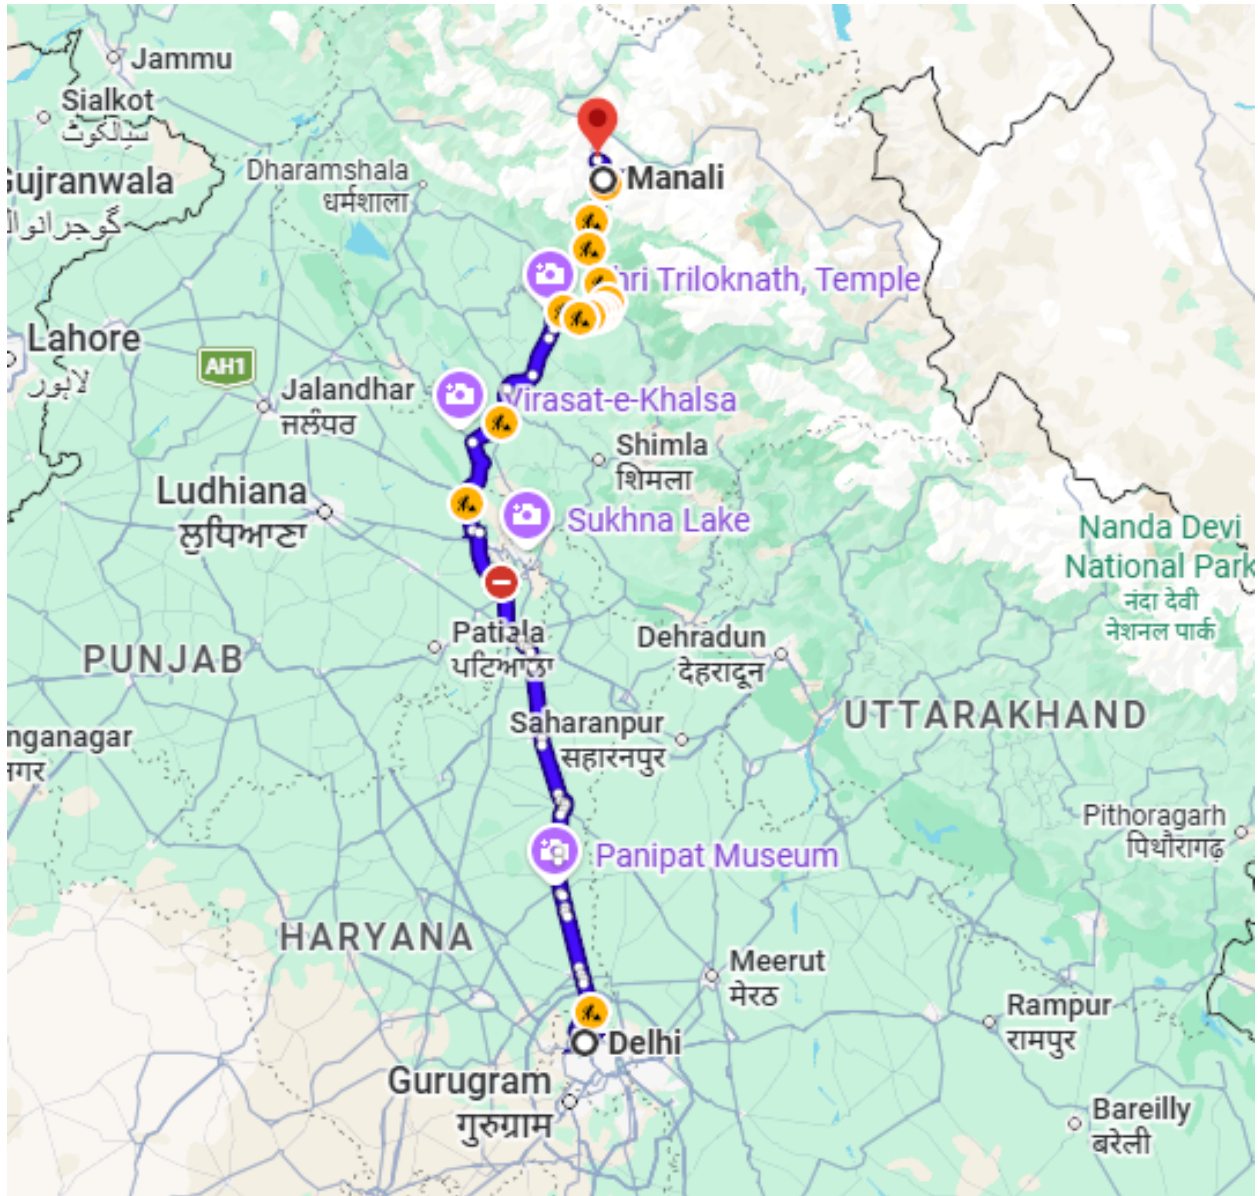 Jammu
Sialkot
سیالکوٹ
Manali
Dharamshala
धर्मशाला
Gujranwala
گوجرانوالہ
hri Triloknath, Temple
Lahore
لاہور
AH1
Jalandhar
ਜਲੰਧਰ
Virasat-e-Khalsa
Shimla
शिमला
Ludhiana
ਲੁਧਿਆਣਾ
Sukhna Lake
Nanda Devi
National Park
नंदा देवी
नेशनल पार्क
Patiala
ਪਟਿਆਲਾ
Dehradun
देहरादून
PUNJAB
Saharanpur
सहारनपुर
UTTARAKHAND
nganagar
नगर
Pithoragarh
पिथौरागढ़
Panipat Museum
HARYANA
Meerut
मेरठ
Rampur
रामपुर
Delhi
Gurugram
गुरुग्राम
Bareilly
बरेली